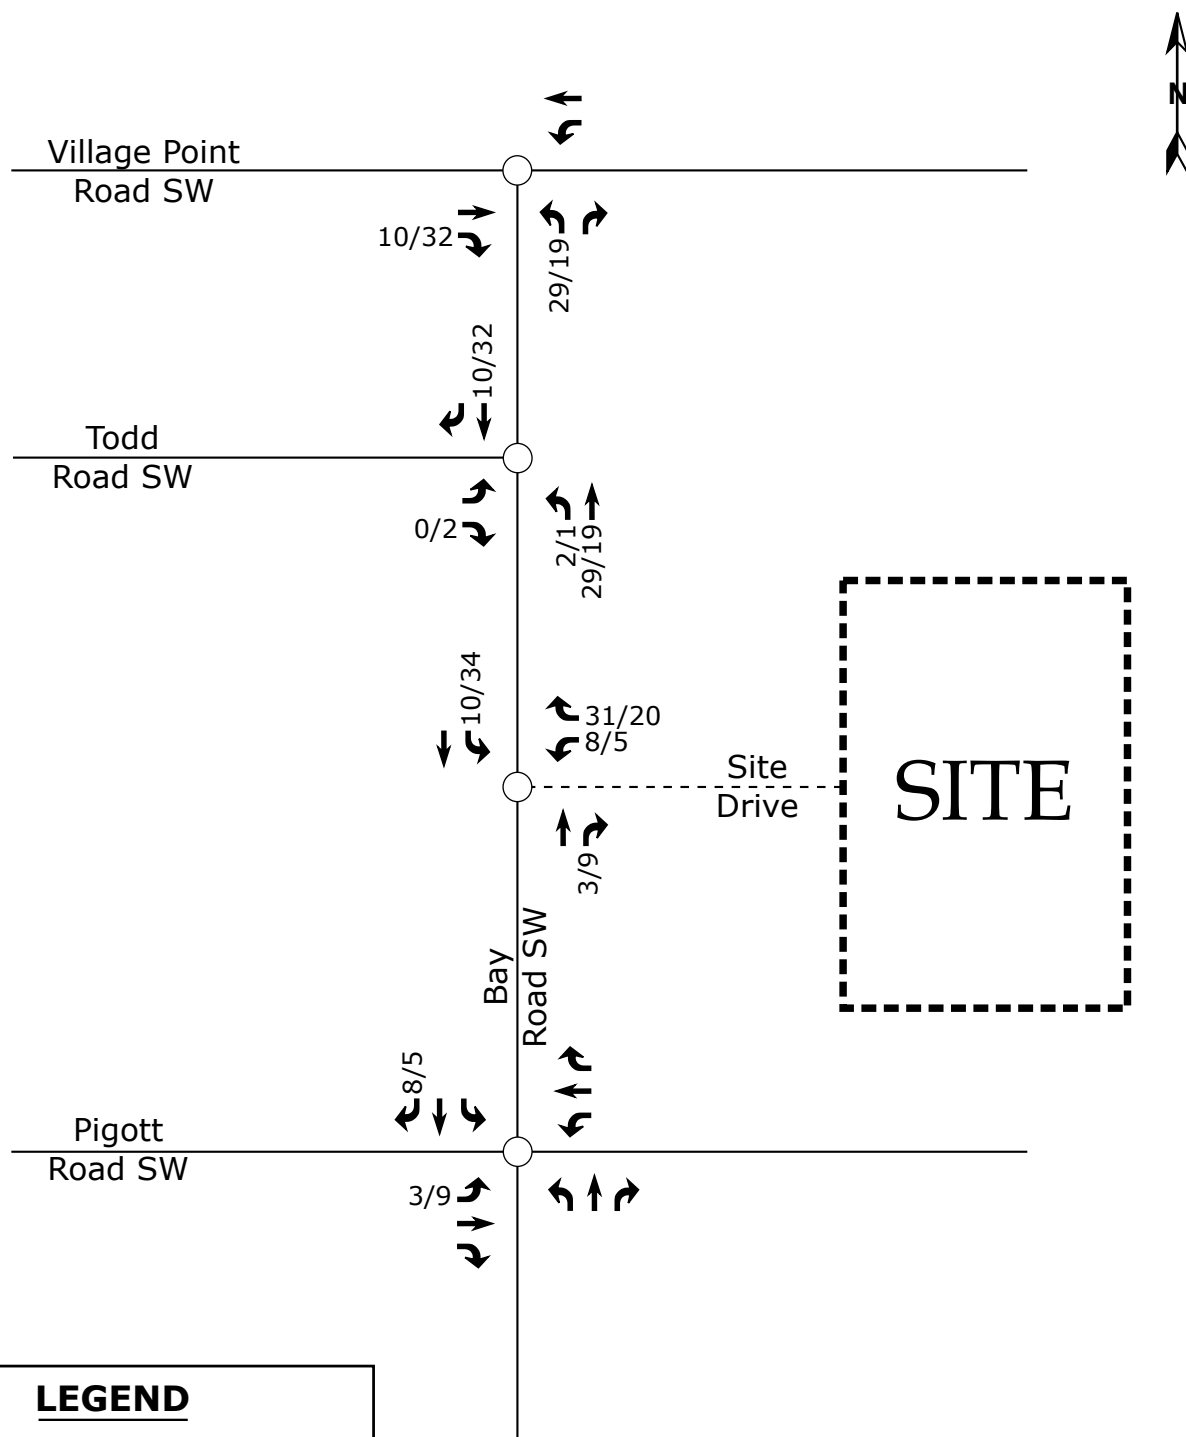 N
Village Point
Road SW
10/32
29/19
10/32
Todd
Road SW
0/2
2/1
29/19
10/34
31/20
8/5
Site
Drive
SITE
3/9
Bay
Road SW
8/5
Pigott
Road SW
3/9
LEGEND